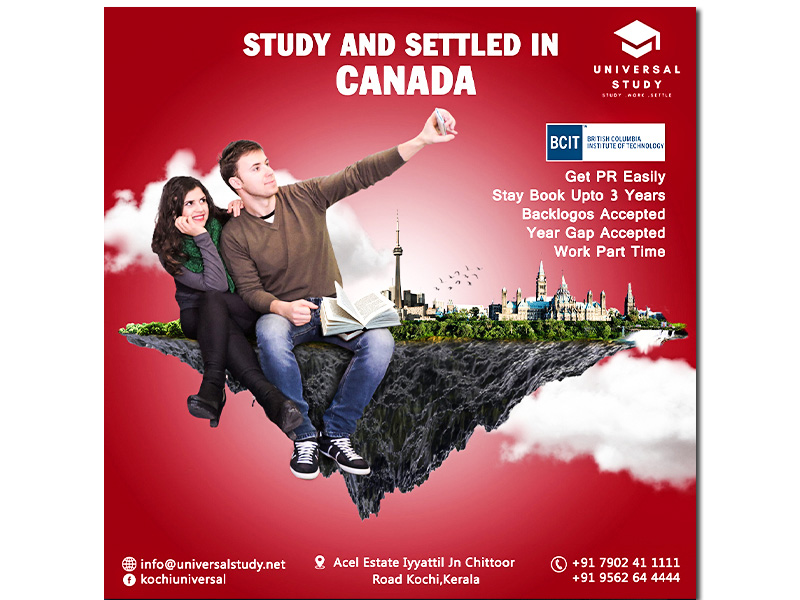 STUDY AND SETTLED IN
CANADA
UNIVERSAL
STUDY
STUDY .WORK .SETTLE
BCIT
BRITISH COLUMBIA
INSTITUTE OF TECHNOLOGY
Get PR Easily
Stay Book Upto 3 Years
Backlogos Accepted
Year Gap Accepted
Work Part Time
info@universalstudy.net
kochiuniversal
Acel Estate Iyyattil Jn Chittoor
Road Kochi,Kerala
+91 7902 41 1111
+91 9562 64 4444